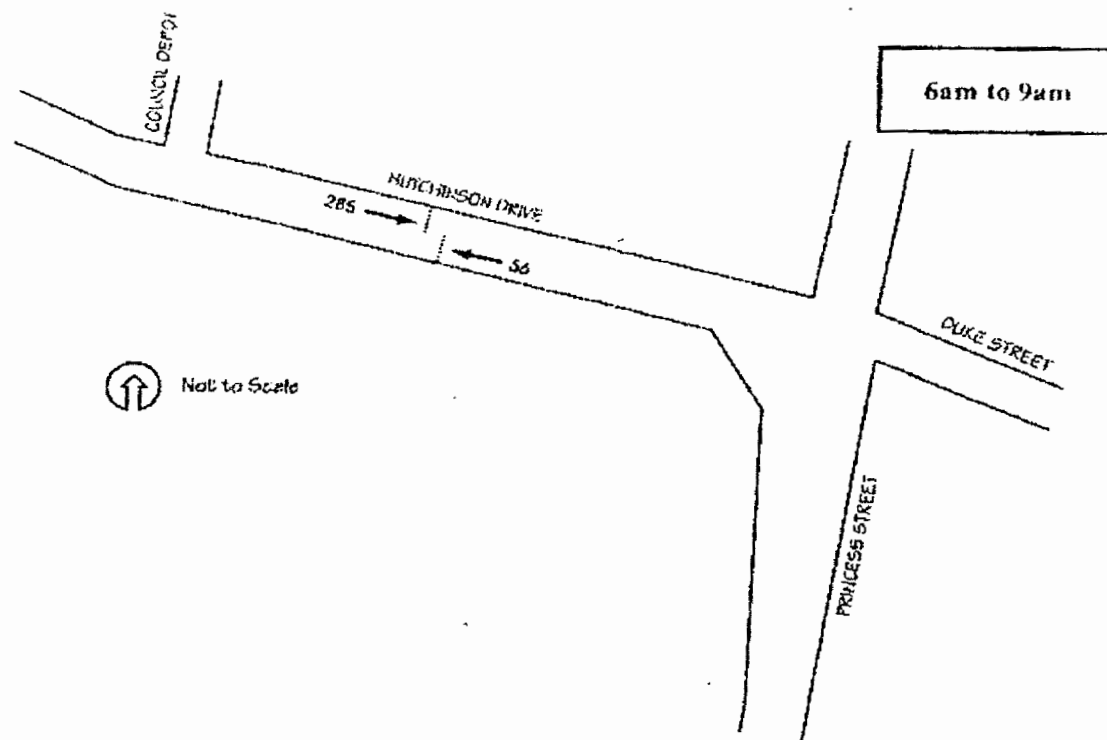 COUNCIL DEPOT
6am to 9am
HUTCHINSON DRIVE
285
56
DUKE STREET
Not to Scale
PRINCESS STREET